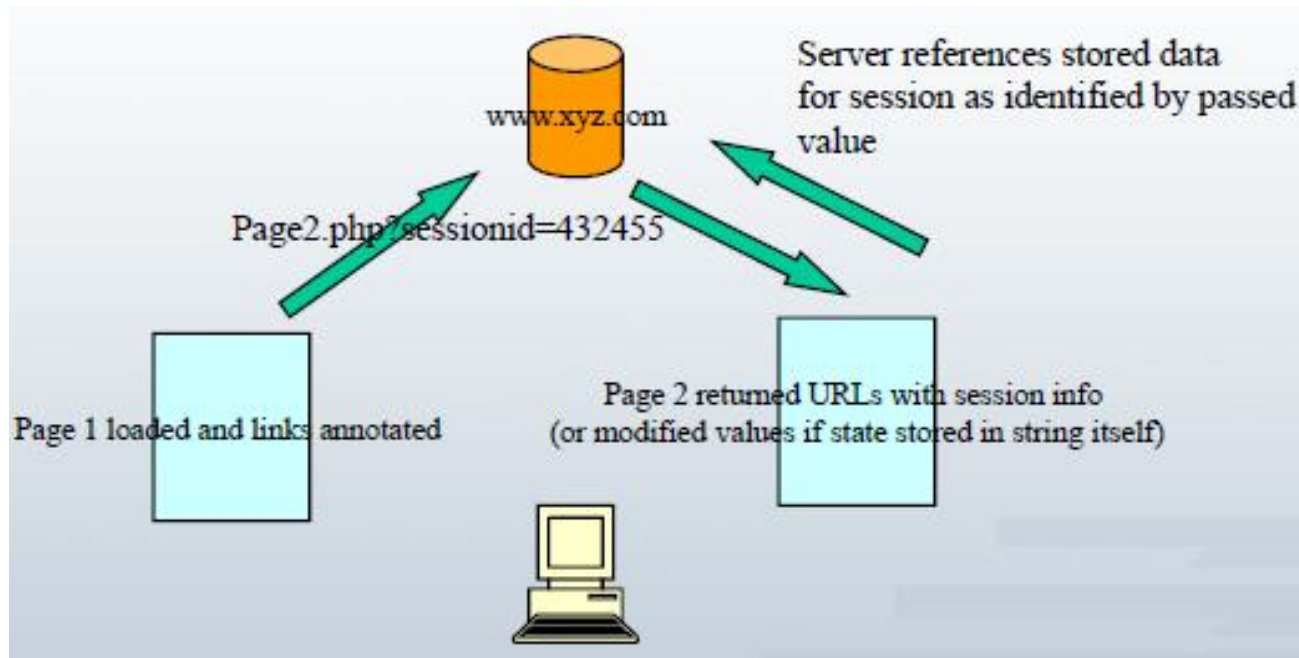 Server references stored data
for session as identified by passed
value
www.xyz.com
Page2.php?sessionid=432455
Page 1 loaded and links annotated
Page 2 returned URLs with session info
(or modified values if state stored in string itself)